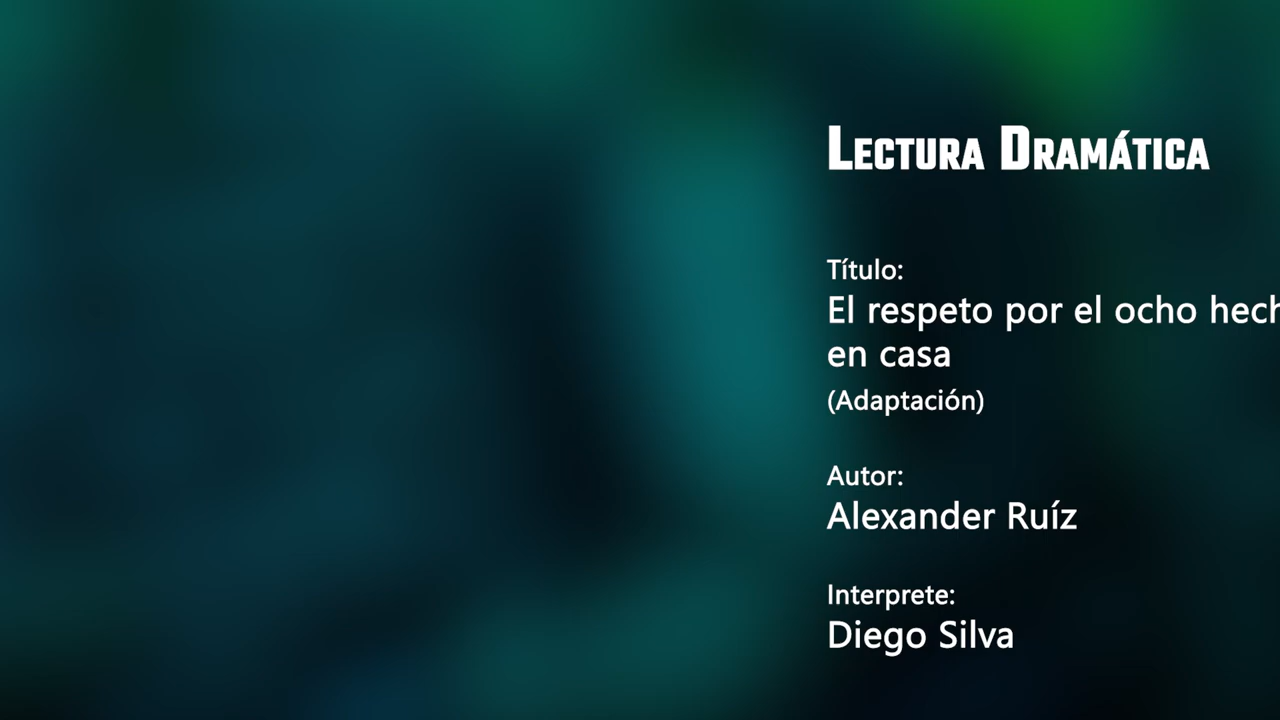 Lectura Dramática
Título:
El respeto por el ocho hech
en casa
(Adaptación)
Autor:
Alexander Ruíz
Interprete:
Diego Silva